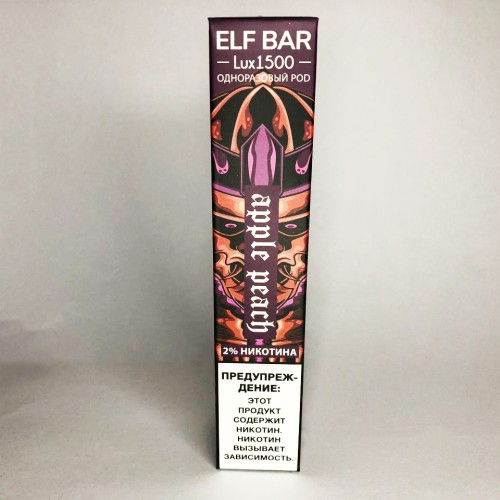 ELF BAR
Lux1500
ОДНОРАЗОВЫЙ POD
apple peach
2% НИКОТИНА
ПРЕДУПРЕЖ-
ДЕНИЕ:
ЭТОТ
ПРОДУКТ
СОДЕРЖИТ
НИКОТИН.
НИКОТИН
ВЫЗЫВАЕТ
ЗАВИСИМОСТЬ.